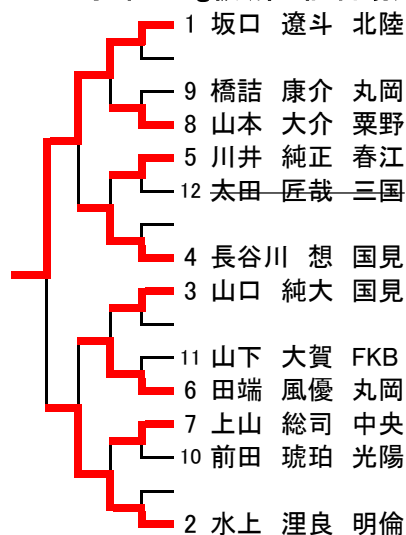 1 坂口 遼斗 北陸
9 橋詰 康介 丸岡
8 山本 大介 粟野
5 川井 純正 春江
12 太田 匠哉 三国
4 長谷川 想 国見
3 山口 純大 国見
11 山下 大賀 FKB
6 田端 風優 丸岡
7 上山 総司 中央
10 前田 琥珀 光陽
2 水上 浬良 明倫